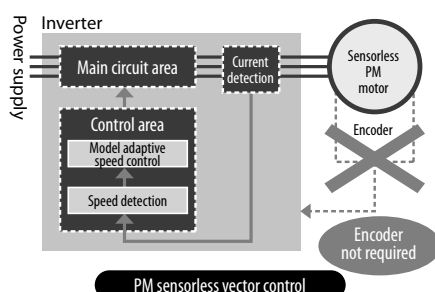 Inverter
Power supply
Main circuit area
Current
detection
Sensorless
PM
motor
Control area
Model adaptive
speed control
Speed detection
Encoder
Encoder
not required
PM sensorless vector control